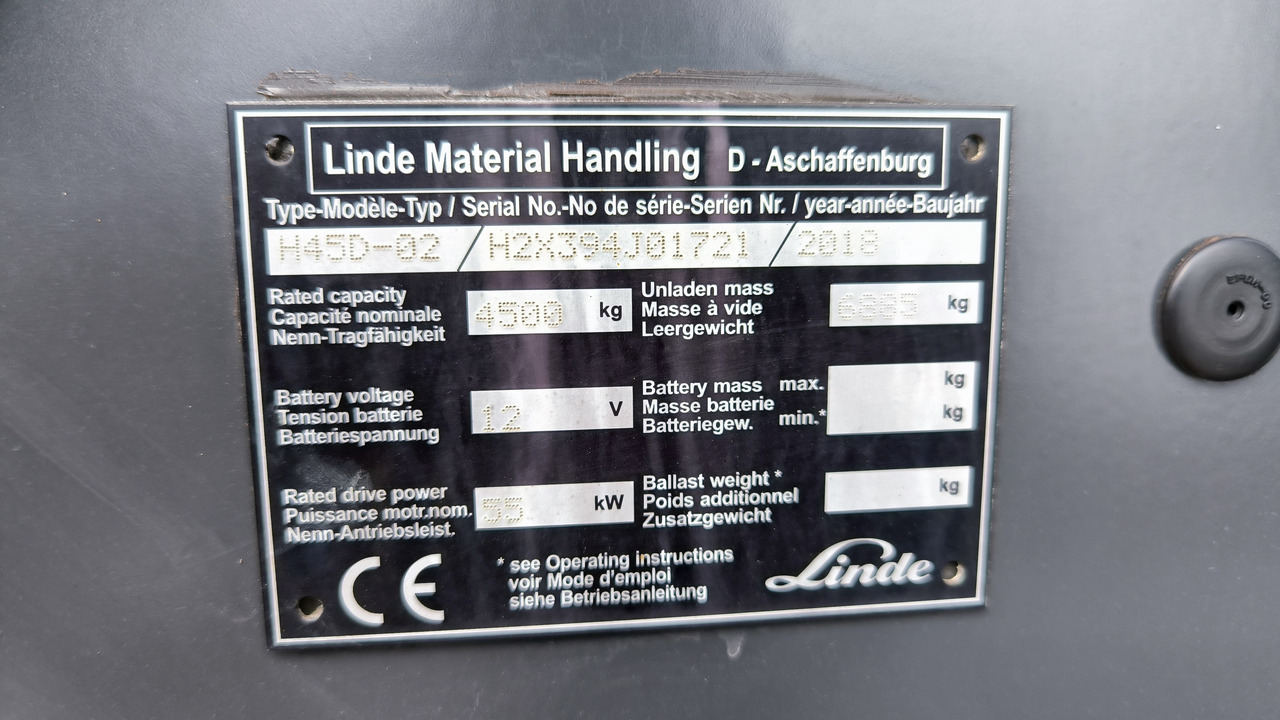 Linde Material Handling D - Aschaffenburg
Type-Modèle-Typ / Serial No.-No de série-Serien Nr. / year-année-Baujahr
H45D-02 / H2X394J01721 / 2018
Rated capacity
Capacité nominale
Nenn-Tragfähigkeit
4500 kg
Unladen mass
Masse à vide
Leergewicht
kg
Battery voltage
Tension batterie
Batteriespannung
12 V
Battery mass max.
Masse batterie
Batteriegew. min.*
kg
kg
Rated drive power
Puissance motr.nom.
Nenn-Antriebsleist.
55 kW
Ballast weight *
Poids additionnel
Zusatzgewicht
kg
CE
* see Operating instructions
voir Mode d'emploi
siehe Betriebsanleitung
Linde